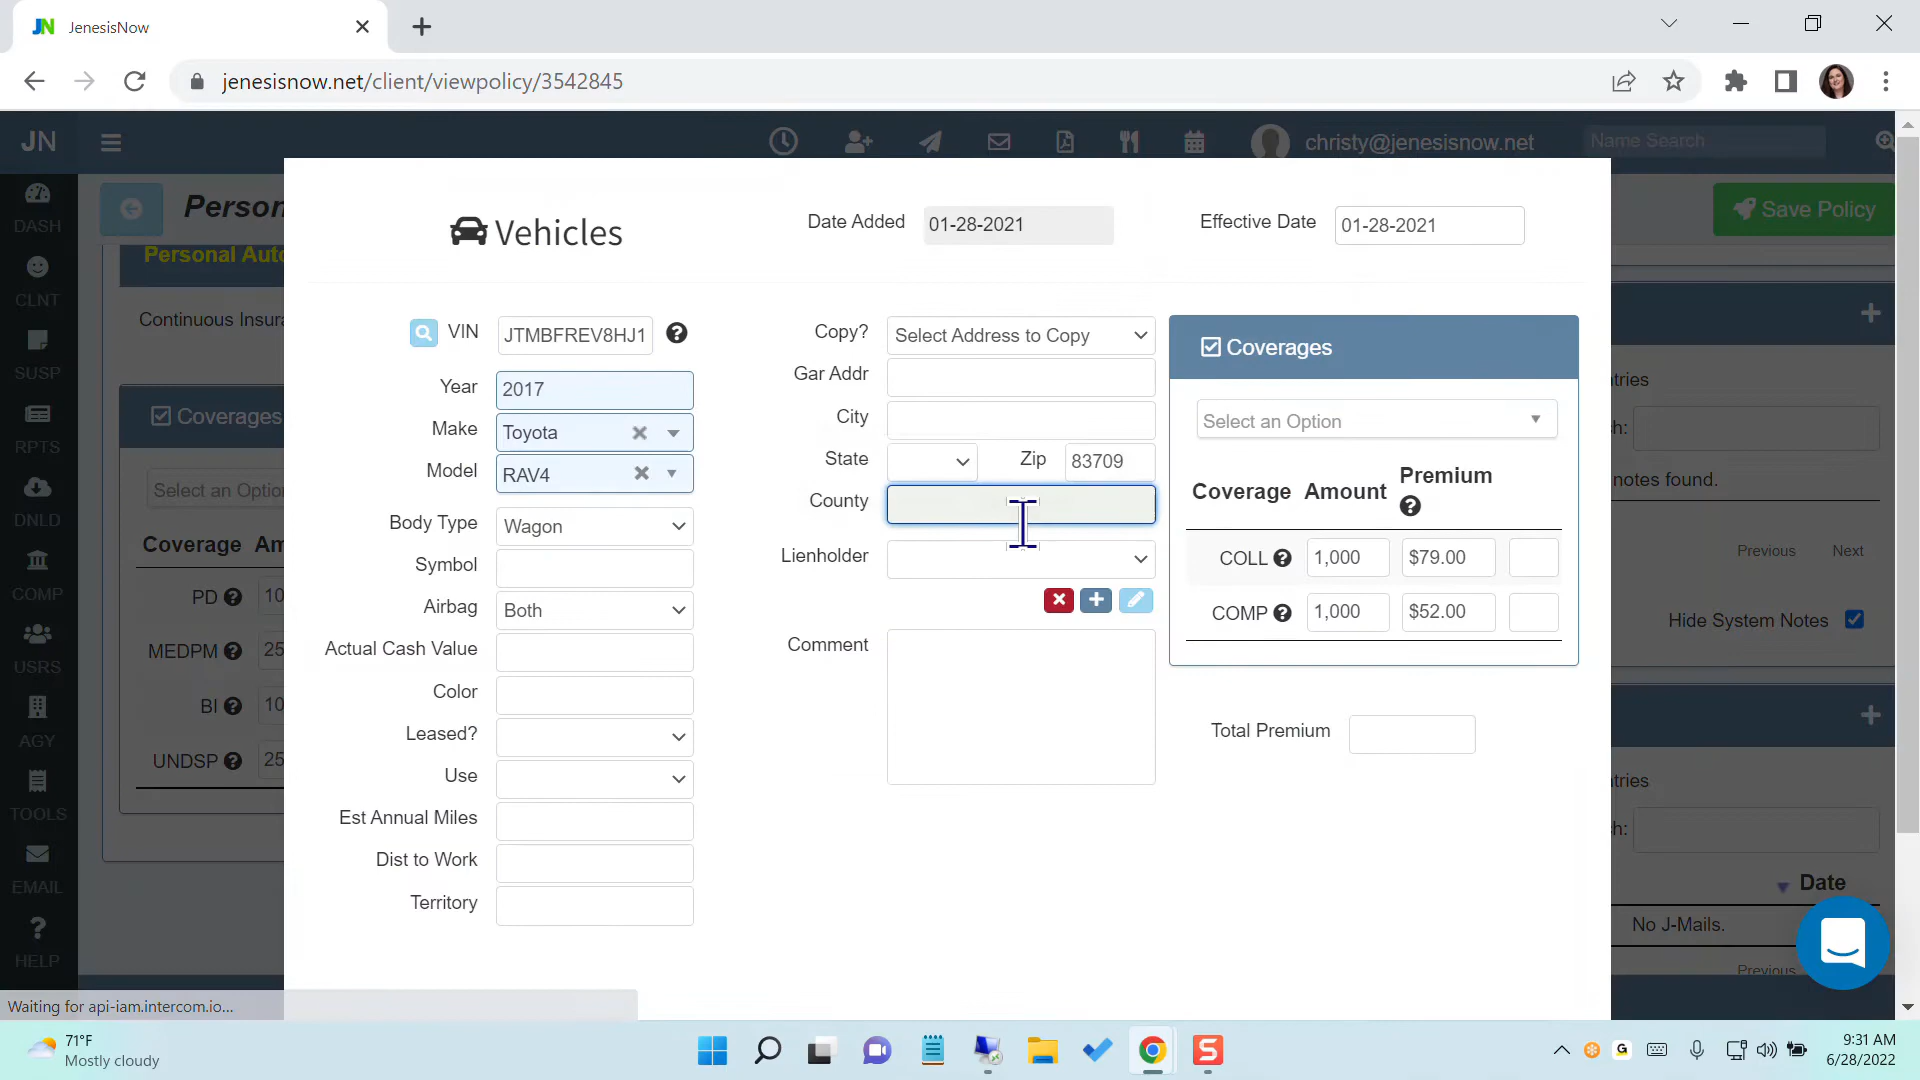 JN JenesisNow
jenesisnow.net/client/viewpolicy/3542845
JN
christy@jenesisnow.net
Name Search
DASH
CLNT
SUSP
RPTS
DNLD
COMP
USRS
AGY
TOOLS
EMAIL
HELP
Person
Save Policy
Personal Auto
Continuous Insura
Coverages
Select an Option
Coverage Am
PD 10
MEDPM 25
BI 10
UNDSP 25
Vehicles
Date Added 01-28-2021
Effective Date 01-28-2021
VIN JTMBFREV8HJ1
Year 2017
Make Toyota
Model RAV4
Body Type Wagon
Symbol
Airbag Both
Actual Cash Value
Color
Leased?
Use
Est Annual Miles
Dist to Work
Territory
Copy? Select Address to Copy
Gar Addr
City
State Zip 83709
County
Lienholder
Comment
Coverages
Select an Option
Coverage Amount Premium
COLL 1,000 $79.00
COMP 1,000 $52.00
Total Premium
tries
h:
notes found.
Previous Next
Hide System Notes
tries
h:
Date
No J-Mails.
Previous
Waiting for api-iam.intercom.io...
71°F
Mostly cloudy
9:31 AM
6/28/2022